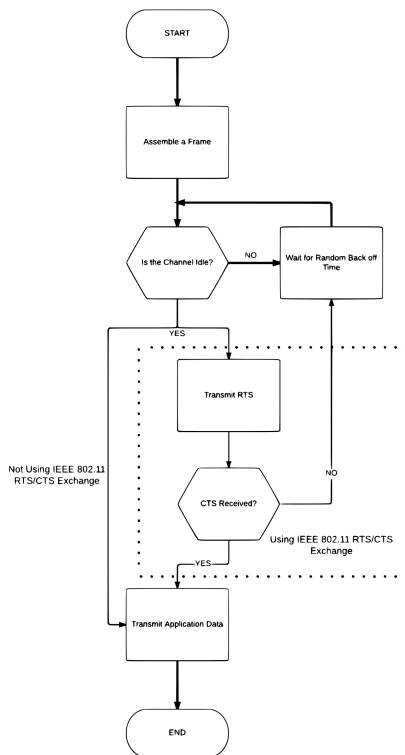 START
Assemble a Frame
Is the Channel Idle?
NO
Wait for Random Back off
Time
YES
Transmit RTS
Not Using IEEE 802.11
RTS/CTS Exchange
NO
CTS Received?
Using IEEE 802.11 RTS/CTS
Exchange
YES
Transmit Application Data
END